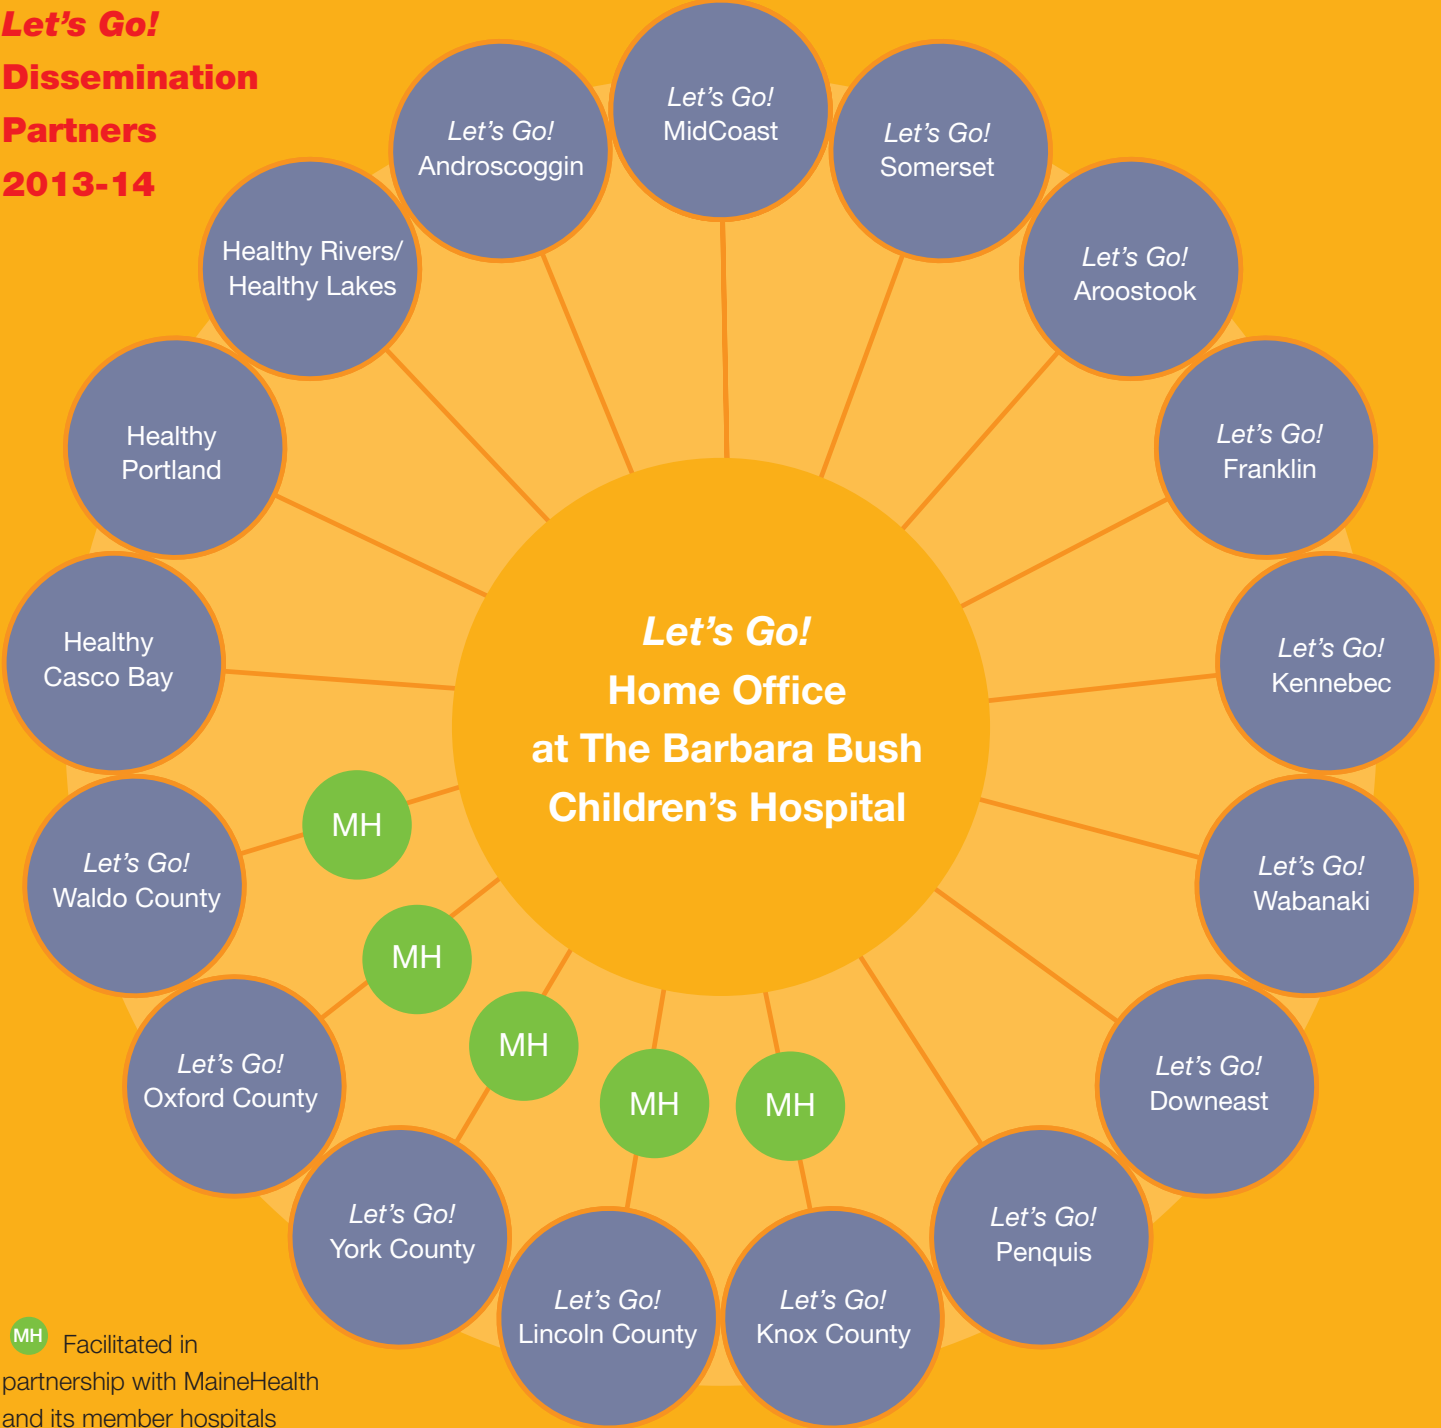 Let’s Go!
Dissemination
Partners
2013-14
Let’s Go!
MidCoast
Let’s Go!
Somerset
Let’s Go!
Aroostook
Let’s Go!
Franklin
Let’s Go!
Kennebec
Let’s Go!
Wabanaki
Let’s Go!
Downeast
Let’s Go!
Penquis
Let’s Go!
Knox County
Let’s Go!
Lincoln County
Let’s Go!
York County
Let’s Go!
Oxford County
Let’s Go!
Waldo County
Healthy
Casco Bay
Healthy
Portland
Healthy Rivers/
Healthy Lakes
Let’s Go!
Androscoggin
Let’s Go!
Home Office
at The Barbara Bush
Children’s Hospital
MH
MH
MH
MH
MH
MH Facilitated in
partnership with MaineHealth
and its member hospitals